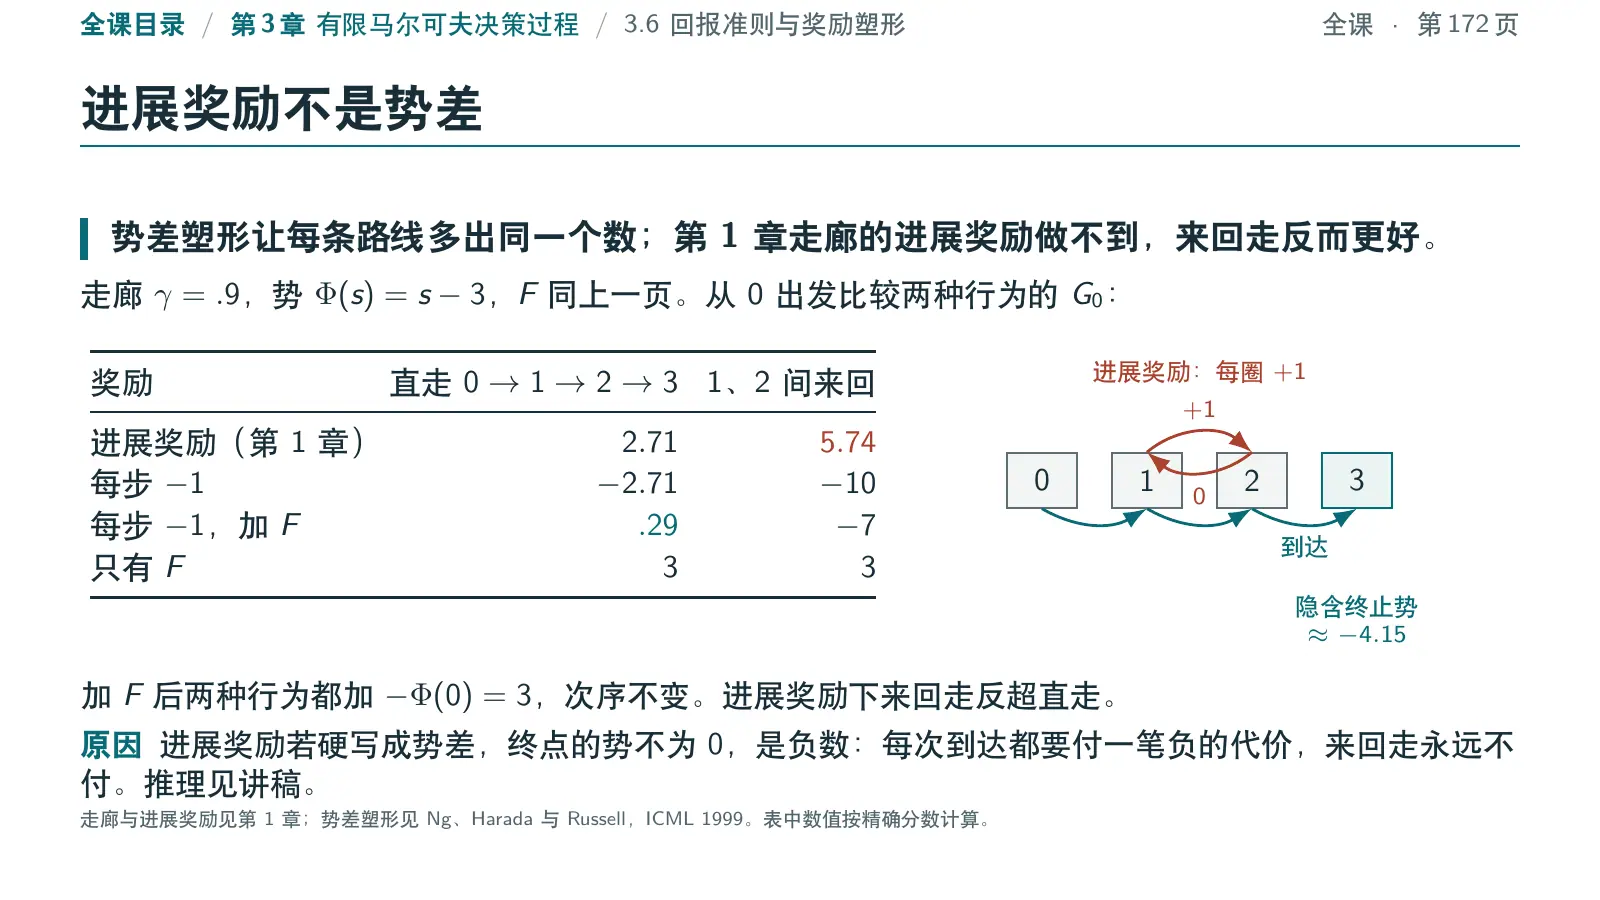 全课目录 / 第 3 章 有限马尔可夫决策过程 / 3.6 回报准则与奖励塑形
全课 · 第 172 页
进展奖励不是势差
势差塑形让每条路线多出同一个数；第 1 章走廊的进展奖励做不到，来回走反而更好。
走廊 γ = .9，势 Φ(s) = s − 3，F 同上一页。从 0 出发比较两种行为的 G₀：
奖励 直走 0 → 1 → 2 → 3 1、2 间来回
进展奖励（第 1 章） 2.71 5.74
每步 −1 −2.71 −10
每步 −1，加 F .29 −7
只有 F 3 3
进展奖励：每圈 +1
+1
0 1 2 3
0
到达
隐含终止势
≈ −4.15
加 F 后两种行为都加 −Φ(0) = 3，次序不变。进展奖励下来回走反超直走。
原因 进展奖励若硬写成势差，终点的势不为 0，是负数：每次到达都要付一笔负的代价，来回走永远不
付。推理见讲稿。
走廊与进展奖励见第 1 章；势差塑形见 Ng、Harada 与 Russell，ICML 1999。表中数值按精确分数计算。